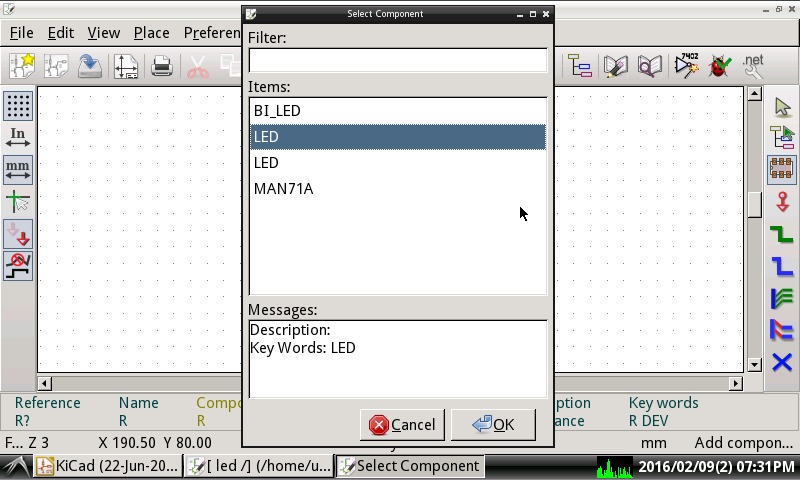 Select Component
File Edit View Place Preferen
Filter:
7402
.net
Items:
BI_LED
LED
LED
MAN71A
In
mm
Messages:
Description:
Key Words: LED
Reference Name Compo ption Key words
R? R R ance R DEV
Cancel OK
F... Z 3 X 190.50 Y 80.00 mm Add compon...
KiCad (22-Jun-20... [ led /] (/home/u... Select Component 2016/02/09(2) 07:31PM